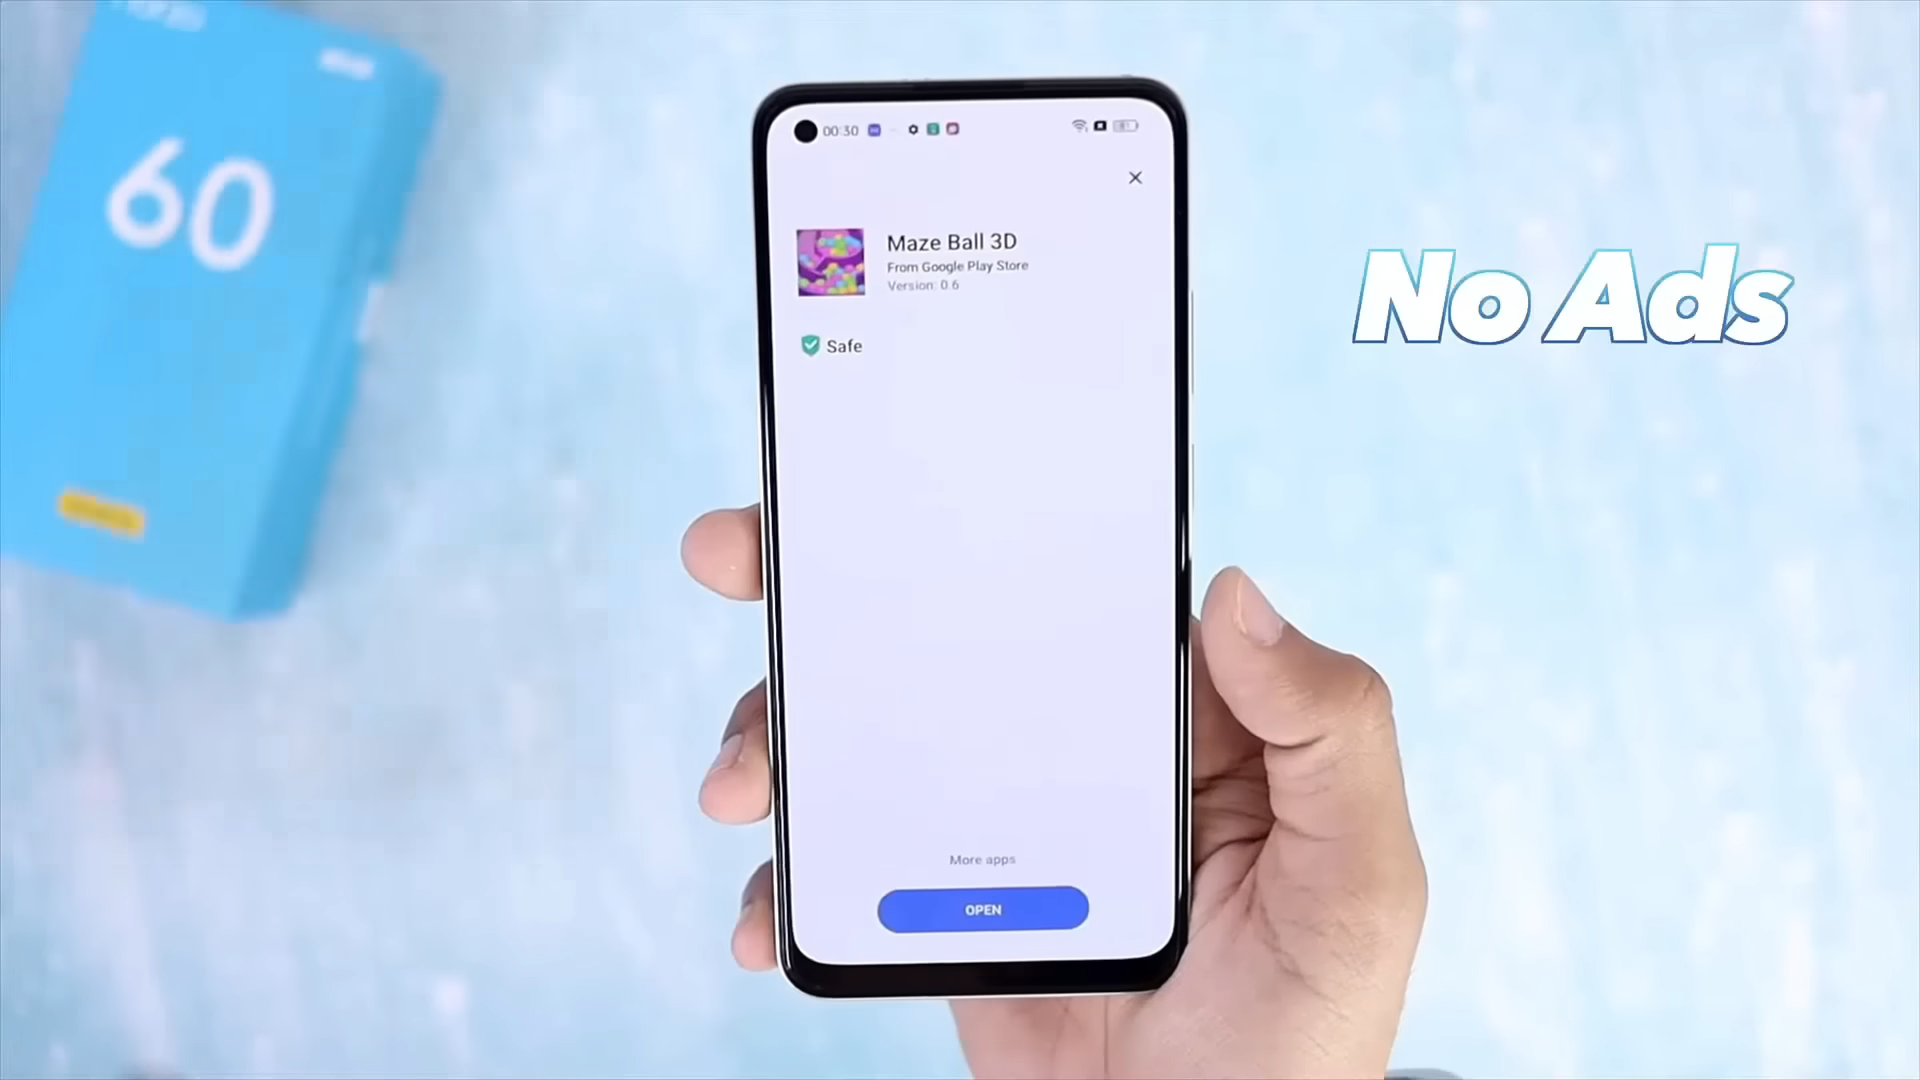 60
00:30
Maze Ball 3D
From Google Play Store
Version: 0.6
Safe
More apps
OPEN
No Ads